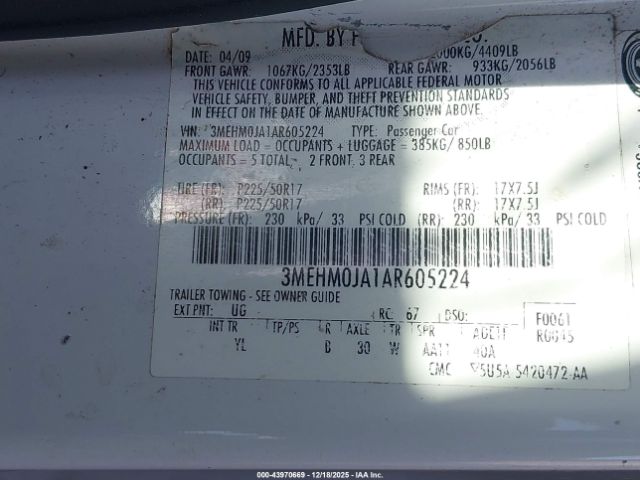 MFD. BY F
DATE: 04/09 000KG/4409LB
FRONT GAWR: 1067KG/2353LB REAR GAWR: 933KG/2056LB
THIS VEHICLE CONFORMS TO ALL APPLICABLE FEDERAL MOTOR
VEHICLE SAFETY, BUMPER, AND THEFT PREVENTION STANDARDS
IN EFFECT ON THE DATE OF MANUFACTURE SHOWN ABOVE.
VIN: 3MEHM0JA1AR605224 TYPE: Passenger Car
MAXIMUM LOAD = OCCUPANTS + LUGGAGE = 385KG/ 850LB
OCCUPANTS = 5 TOTAL, 2 FRONT, 3 REAR
TIRE (FR): P225/50R17 RIMS (FR): 17X7.5J
(RR): P225/50R17 (RR): 17X7.5J
PRESSURE (FR): 230 kPa/ 33 PSI COLD (RR): 230 kPa/ 33 PSI COLD
3MEHM0JA1AR605224
TRAILER TOWING - SEE OWNER GUIDE
EXT PNT: UG RC: 67 DSO: F0061
INT TR TP/PS R AXLE TR SPR R0045
YL B 30 W AA11 40A
CMC 5U5A-5420472-AA
000-43970669 - 12/18/2025 - IAA Inc.